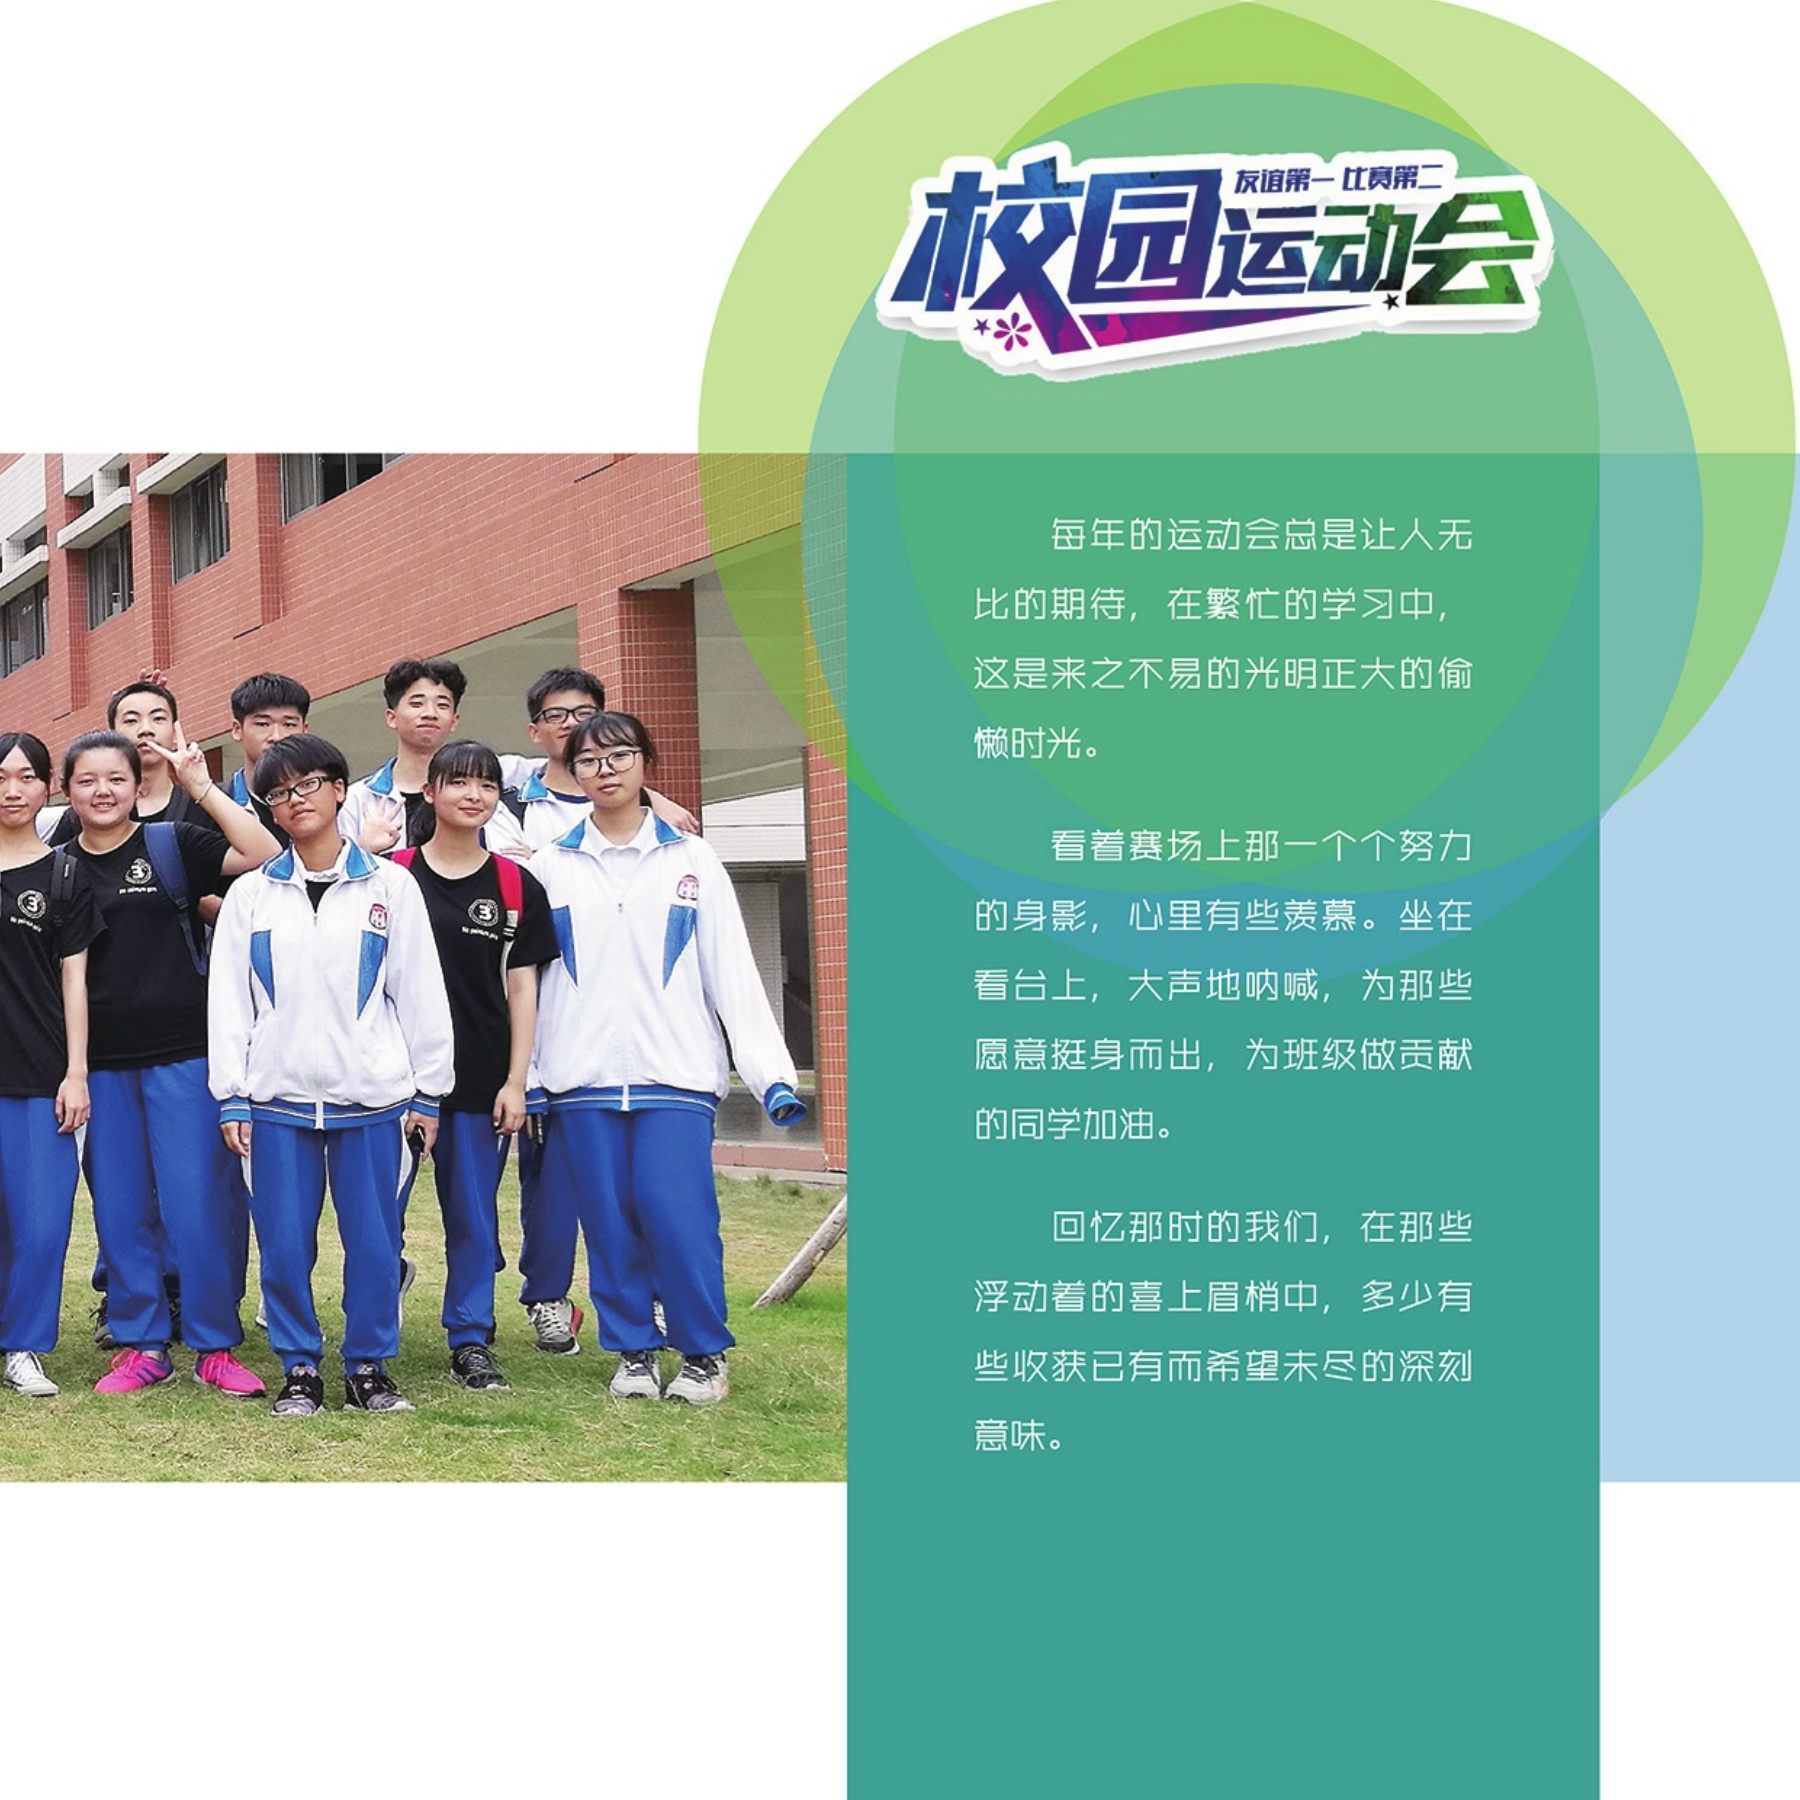 友谊第一 比赛第二
校园运动会
每年的运动会总是让人无
比的期待，在繁忙的学习中，
这是来之不易的光明正大的偷
懒时光。
看着赛场上那一个个努力
的身影，心里有些羡慕。坐在
看台上，大声地呐喊，为那些
愿意挺身而出，为班级做贡献
的同学加油。
回忆那时的我们，在那些
浮动着的喜上眉梢中，多少有
些收获已有而希望未尽的深刻
意味。